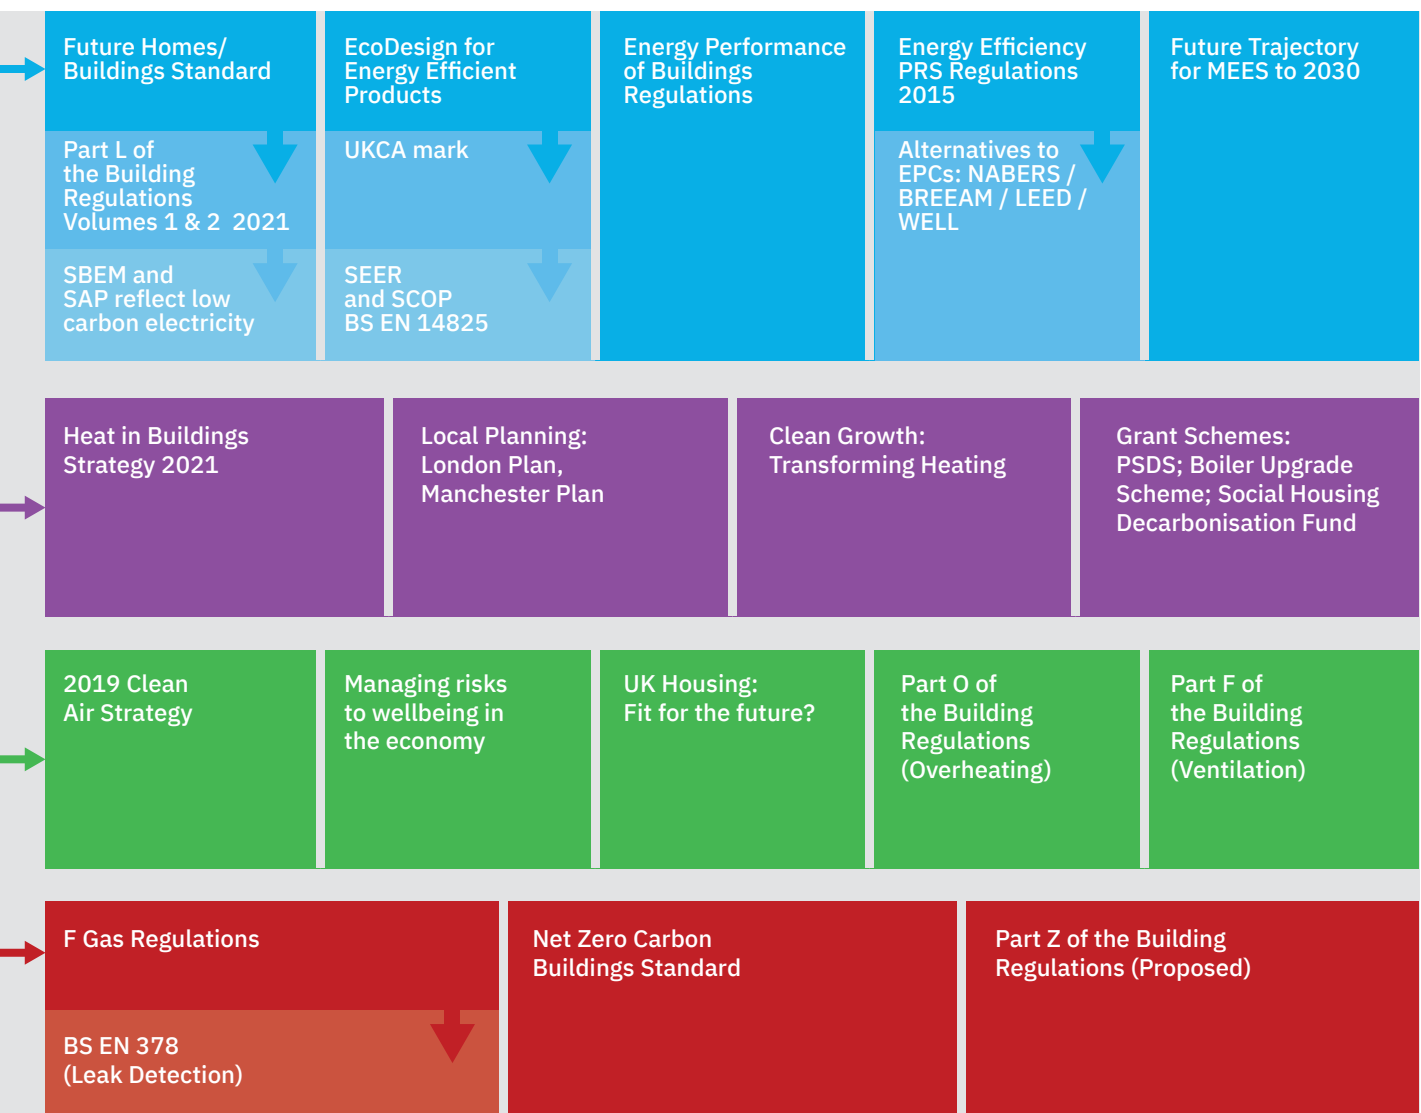 Future Homes/
Buildings Standard
Part L of
the Building
Regulations
Volumes 1 & 2 2021
SBEM and
SAP reflect low
carbon electricity
EcoDesign for
Energy Efficient
Products
UKCA mark
SEER
and SCOP
BS EN 14825
Energy Performance
of Buildings
Regulations
Energy Efficiency
PRS Regulations
2015
Alternatives to
EPCs: NABERS /
BREEAM / LEED /
WELL
Future Trajectory
for MEES to 2030
Heat in Buildings
Strategy 2021
Local Planning:
London Plan,
Manchester Plan
Clean Growth:
Transforming Heating
Grant Schemes:
PSDS; Boiler Upgrade
Scheme; Social Housing
Decarbonisation Fund
2019 Clean
Air Strategy
Managing risks
to wellbeing in
the economy
UK Housing:
Fit for the future?
Part O of
the Building
Regulations
(Overheating)
Part F of
the Building
Regulations
(Ventilation)
F Gas Regulations
BS EN 378
(Leak Detection)
Net Zero Carbon
Buildings Standard
Part Z of the Building
Regulations (Proposed)